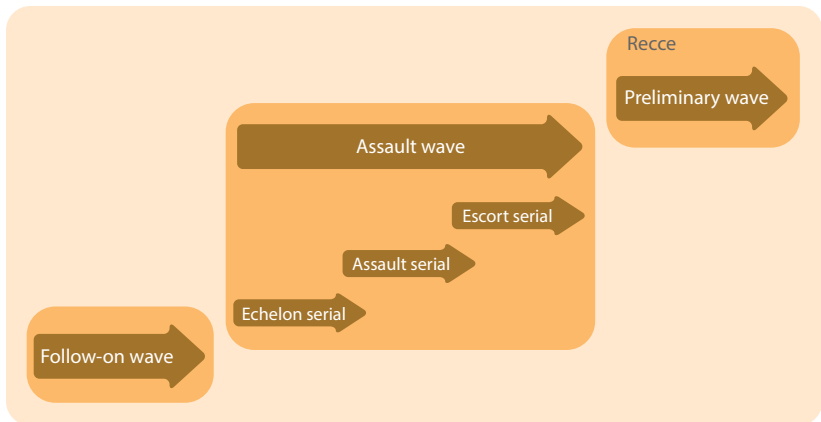 Recce
Preliminary wave
Assault wave
Escort serial
Assault serial
Echelon serial
Follow-on wave